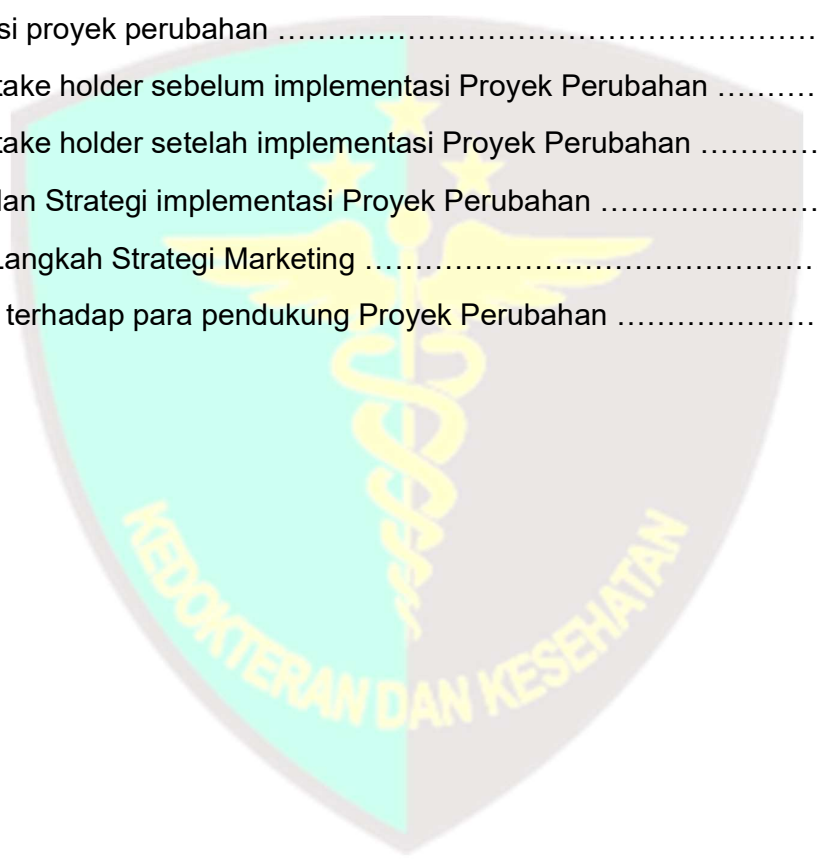 si proyek perubahan ……………………………………………………
take holder sebelum implementasi Proyek Perubahan ……….
take holder setelah implementasi Proyek Perubahan ………….
lan Strategi implementasi Proyek Perubahan …………………….
Langkah Strategi Marketing …………………………………………….
terhadap para pendukung Proyek Perubahan ………………….
KEDOKTERAN DAN KESEHATAN